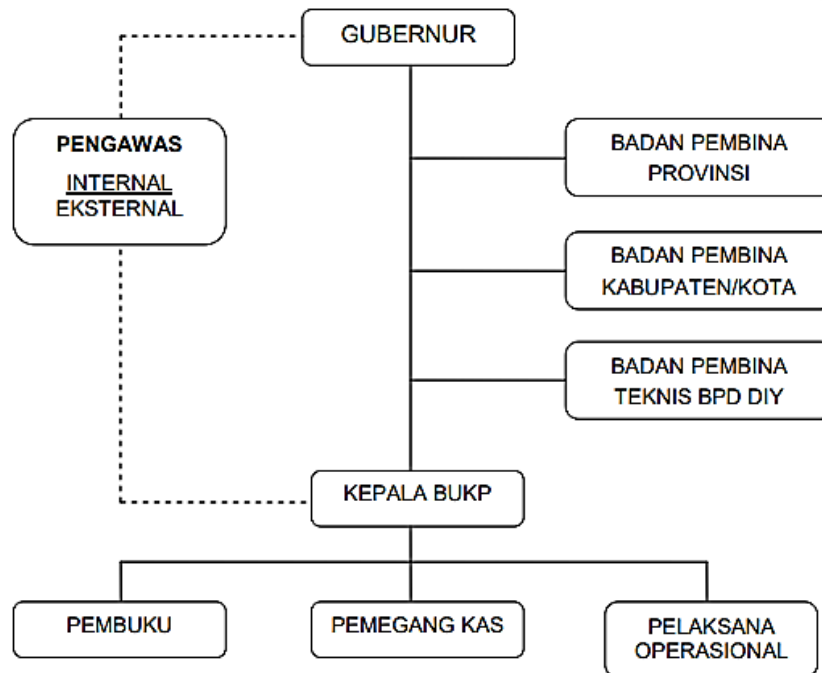 GUBERNUR
PENGAWAS
INTERNAL
EKSTERNAL
BADAN PEMBINA
PROVINSI
BADAN PEMBINA
KABUPATEN/KOTA
BADAN PEMBINA
TEKNIS BPD DIY
KEPALA BUKP
PEMBUKU
PEMEGANG KAS
PELAKSANA
OPERASIONAL